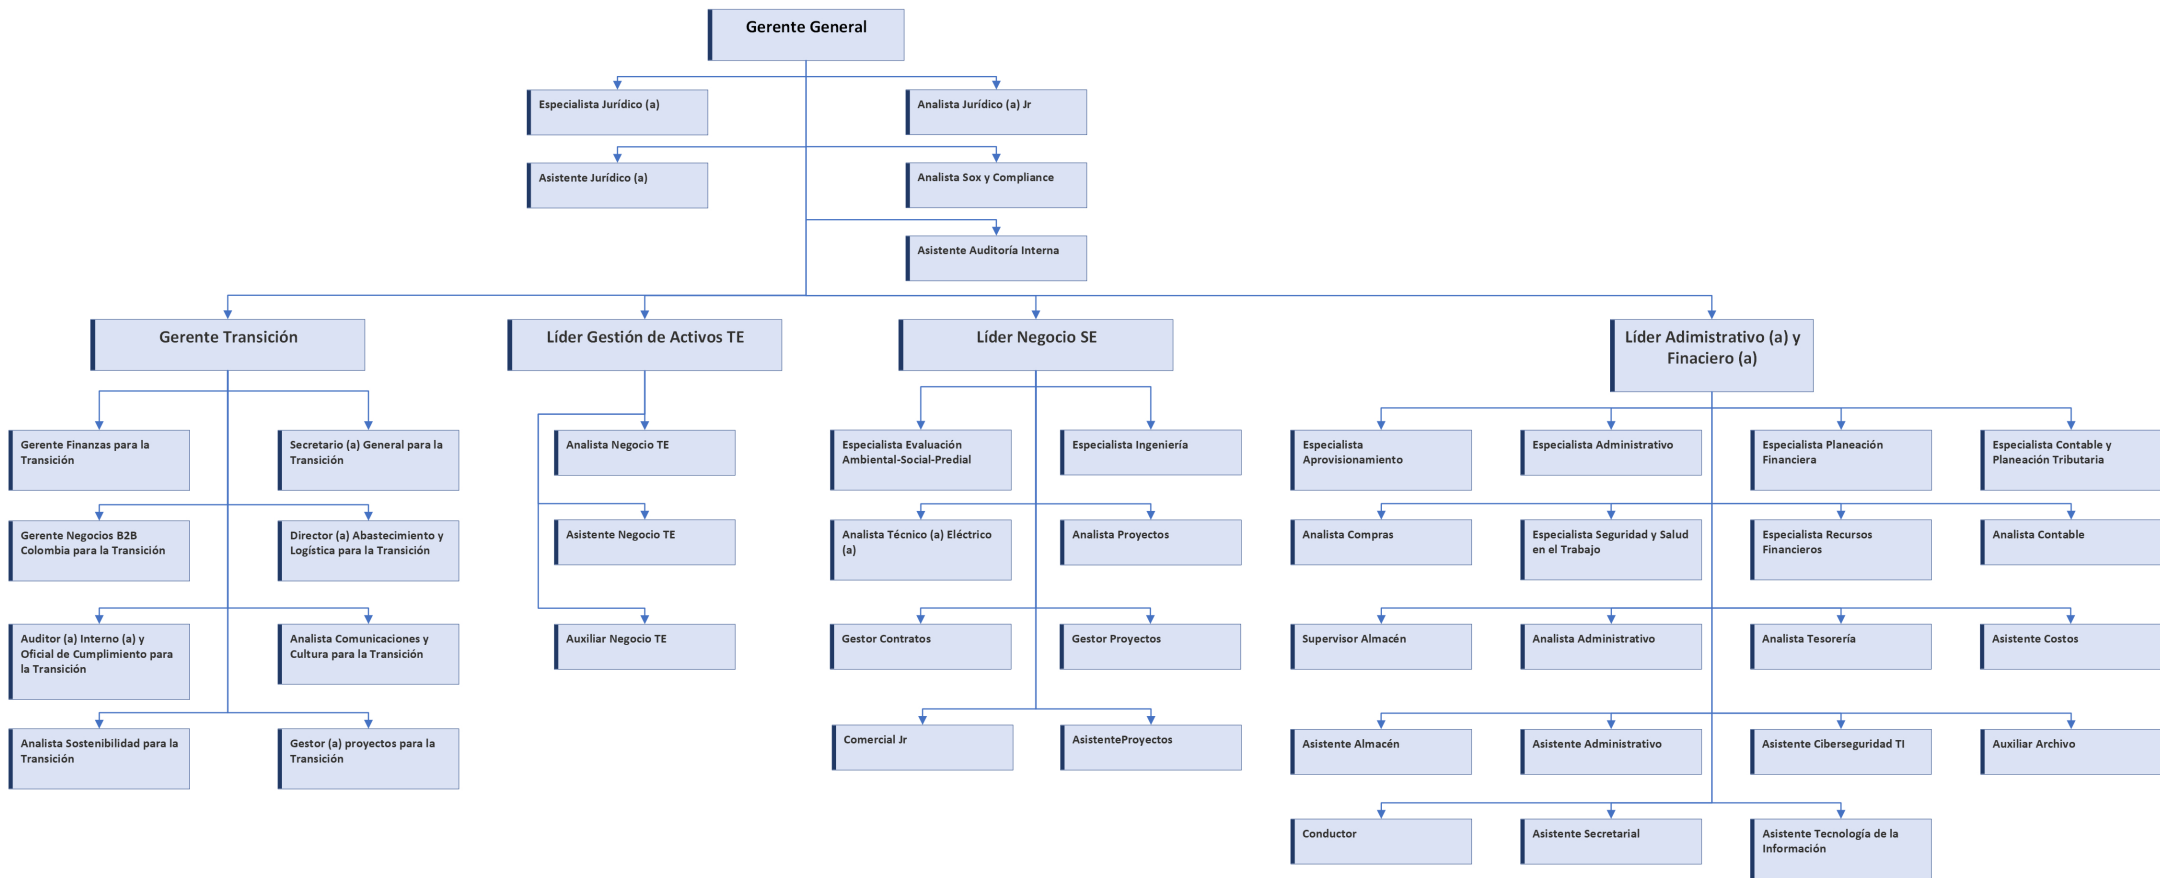 Gerente General
Especialista Jurídico (a)
Analista Jurídico (a) Jr
Asistente Jurídico (a)
Analista Sox y Compliance
Asistente Auditoría Interna
Gerente Transición
Líder Gestión de Activos TE
Líder Negocio SE
Líder Adimistrativo (a) y
Finaciero (a)
Gerente Finanzas para la
Transición
Secretario (a) General para la
Transición
Gerente Negocios B2B
Colombia para la Transición
Director (a) Abastecimiento y
Logística para la Transición
Auditor (a) Interno (a) y
Oficial de Cumplimiento para
la Transición
Analista Comunicaciones y
Cultura para la Transición
Analista Sostenibilidad para la
Transición
Gestor (a) proyectos para la
Transición
Analista Negocio TE
Asistente Negocio TE
Auxiliar Negocio TE
Especialista Evaluación
Ambiental-Social-Predial
Especialista Ingeniería
Analista Técnico (a) Eléctrico
(a)
Analista Proyectos
Gestor Contratos
Gestor Proyectos
Comercial Jr
AsistenteProyectos
Especialista
Aprovisionamiento
Especialista Administrativo
Especialista Planeación
Financiera
Especialista Contable y
Planeación Tributaria
Analista Compras
Especialista Seguridad y Salud
en el Trabajo
Especialista Recursos
Financieros
Analista Contable
Supervisor Almacén
Analista Administrativo
Analista Tesorería
Asistente Costos
Asistente Almacén
Asistente Administrativo
Asistente Ciberseguridad TI
Auxiliar Archivo
Conductor
Asistente Secretarial
Asistente Tecnología de la
Información